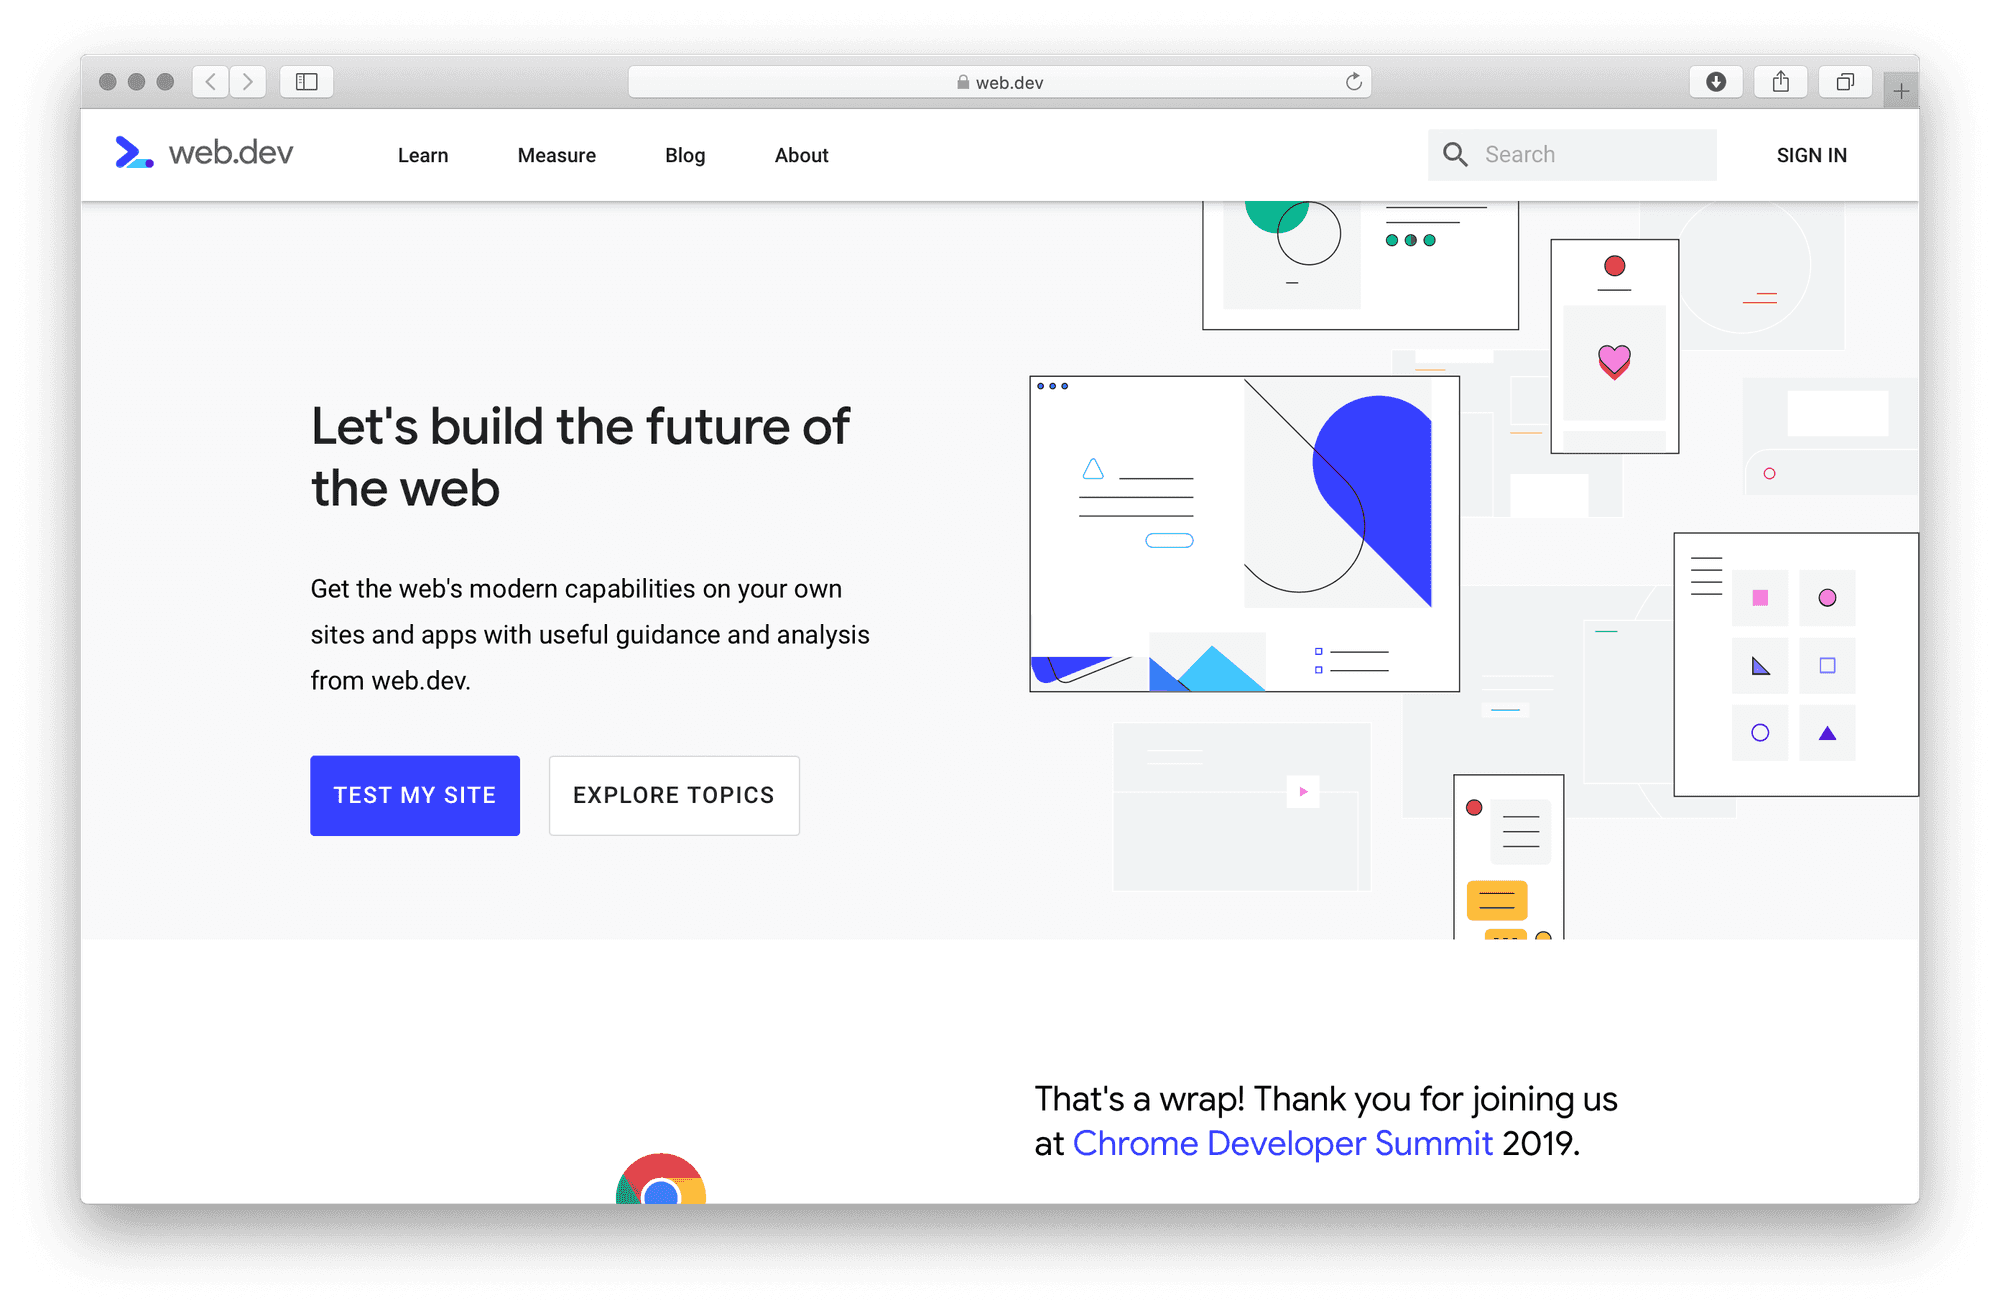 web.dev
web.dev
Learn
Measure
Blog
About
Search
SIGN IN
Let's build the future of
the web
Get the web's modern capabilities on your own
sites and apps with useful guidance and analysis
from web.dev.
TEST MY SITE
EXPLORE TOPICS
That's a wrap! Thank you for joining us
at Chrome Developer Summit 2019.